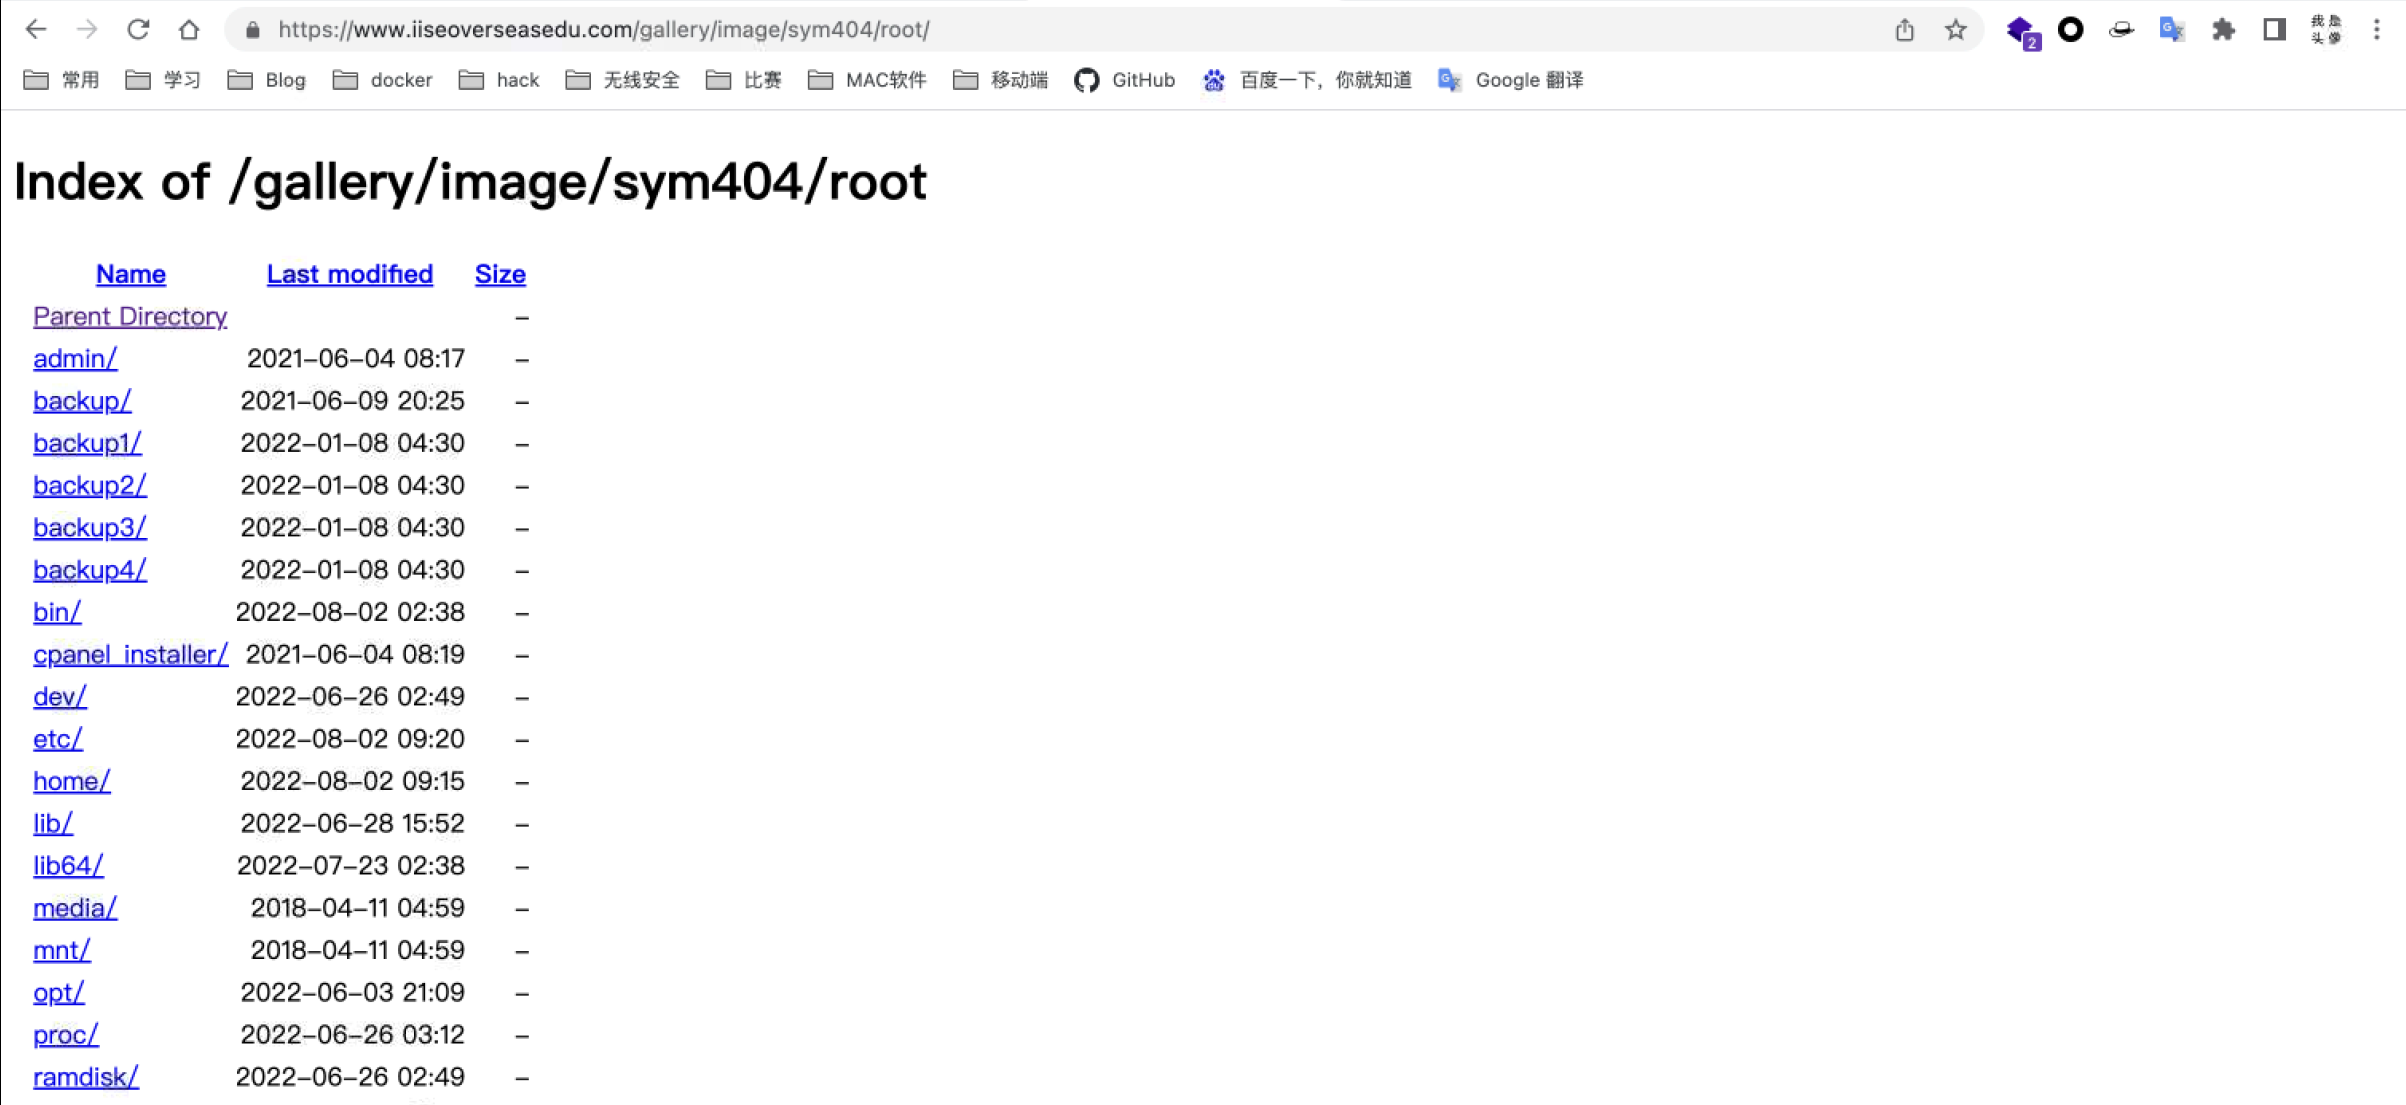 https://www.iiseoverseasedu.com/gallery/image/sym404/root/
2
我是
头像
常用 学习 Blog docker hack 无线安全 比赛 MAC软件 移动端 GitHub 百度一下，你就知道 Google 翻译
Index of /gallery/image/sym404/root
Name Last modified Size
Parent Directory –
admin/ 2021-06-04 08:17 –
backup/ 2021-06-09 20:25 –
backup1/ 2022-01-08 04:30 –
backup2/ 2022-01-08 04:30 –
backup3/ 2022-01-08 04:30 –
backup4/ 2022-01-08 04:30 –
bin/ 2022-08-02 02:38 –
cpanel_installer/ 2021-06-04 08:19 –
dev/ 2022-06-26 02:49 –
etc/ 2022-08-02 09:20 –
home/ 2022-08-02 09:15 –
lib/ 2022-06-28 15:52 –
lib64/ 2022-07-23 02:38 –
media/ 2018-04-11 04:59 –
mnt/ 2018-04-11 04:59 –
opt/ 2022-06-03 21:09 –
proc/ 2022-06-26 03:12 –
ramdisk/ 2022-06-26 02:49 –